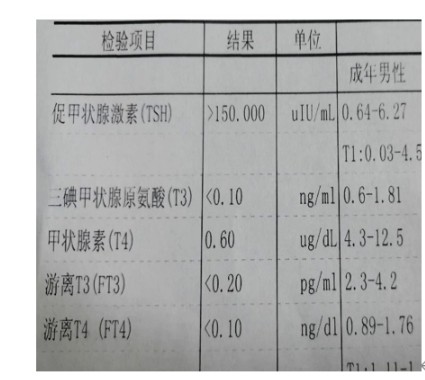 检验项目 结果 单位
成年男性
促甲状腺激素(TSH) >150.000 uIU/mL 0.64-6.27
T1:0.03-4.5
三碘甲状腺原氨酸(T3) <0.10 ng/ml 0.6-1.81
甲状腺素(T4) 0.60 ug/dL 4.3-12.5
游离T3(FT3) <0.20 pg/ml 2.3-4.2
游离T4 (FT4) <0.10 ng/dl 0.89-1.76